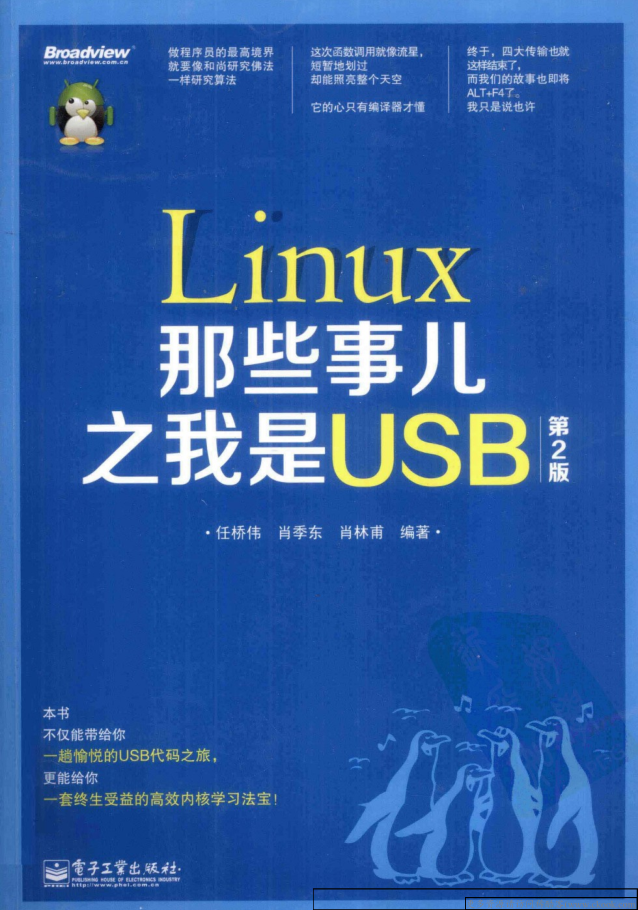 Broadview®
www.broadview.com.cn
做程序员的最高境界
就要像和尚研究佛法
一样研究算法
这次函数调用就像流星，
短暂地划过
却能照亮整个天空
它的心只有编译器才懂
终于，四大传输也就
这样结束了，
而我们的故事也即将
ALT+F4了。
我只是说也许
Linux
那些事儿
之我是USB
第2版
·任桥伟 肖季东 肖林甫 编著·
本书
不仅能带给你
一趟愉悦的USB代码之旅，
更能给你
一套终生受益的高效内核学习法宝！
電子工業出版社·
PUBLISHING HOUSE OF ELECTRONICS INDUSTRY
http://www.phei.com.cn